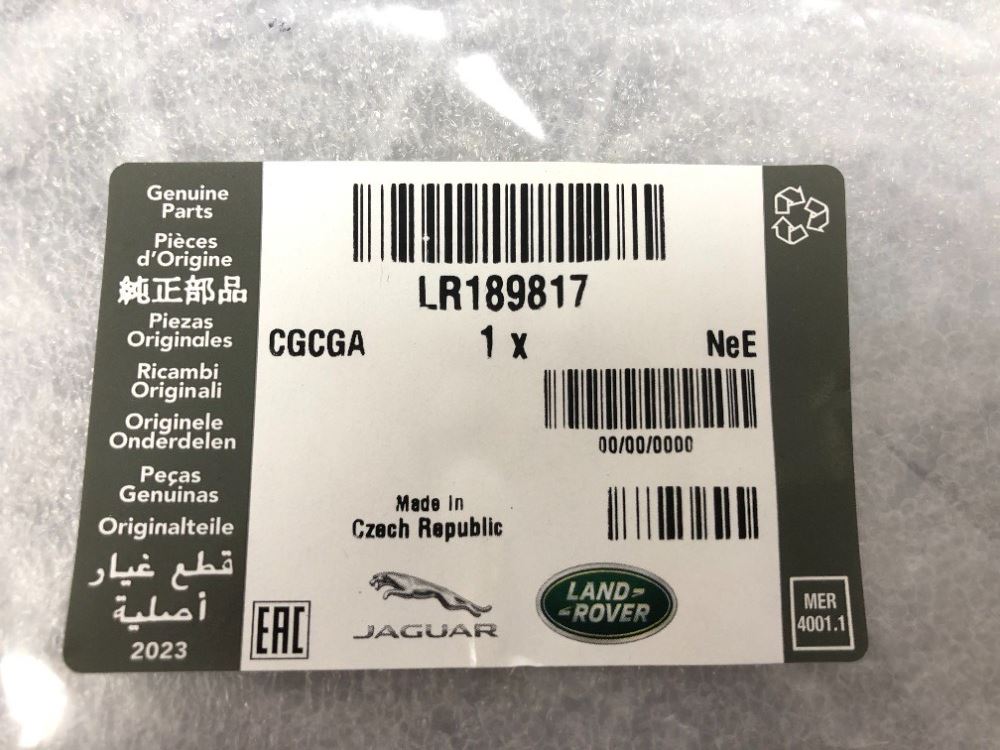 Genuine
Parts
Pièces
d'Origine
純正部品
Piezas
Originales
Ricambi
Originali
Originele
Onderdelen
Peças
Genuinas
Originalteile
قطع غيار
أصلية
2023
LR189817
CGCGA 1 x NeE
00/00/0000
Made in
Czech Republic
EAC
JAGUAR
LAND
ROVER
MER
4001.1